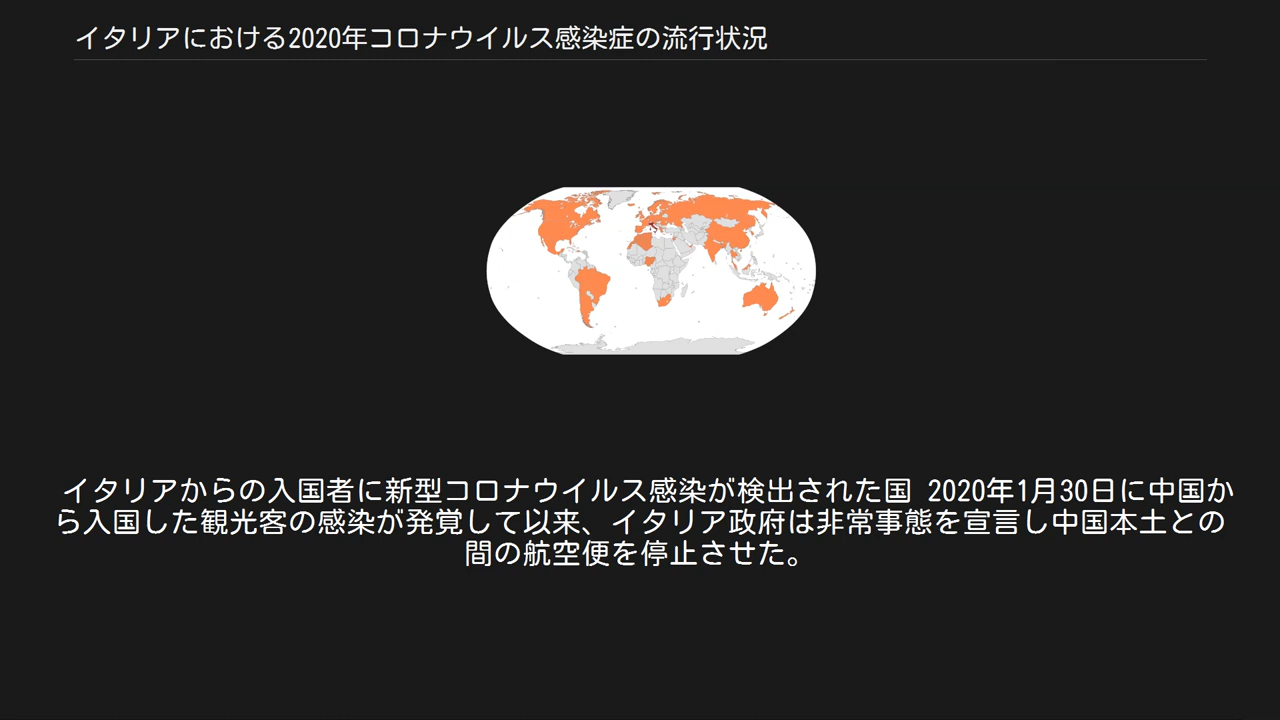 イタリアにおける2020年コロナウイルス感染症の流行状況
イタリアからの入国者に新型コロナウイルス感染が検出された国 2020年1月30日に中国か
ら入国した観光客の感染が発覚して以来、イタリア政府は非常事態を宣言し中国本土との
間の航空便を停止させた。